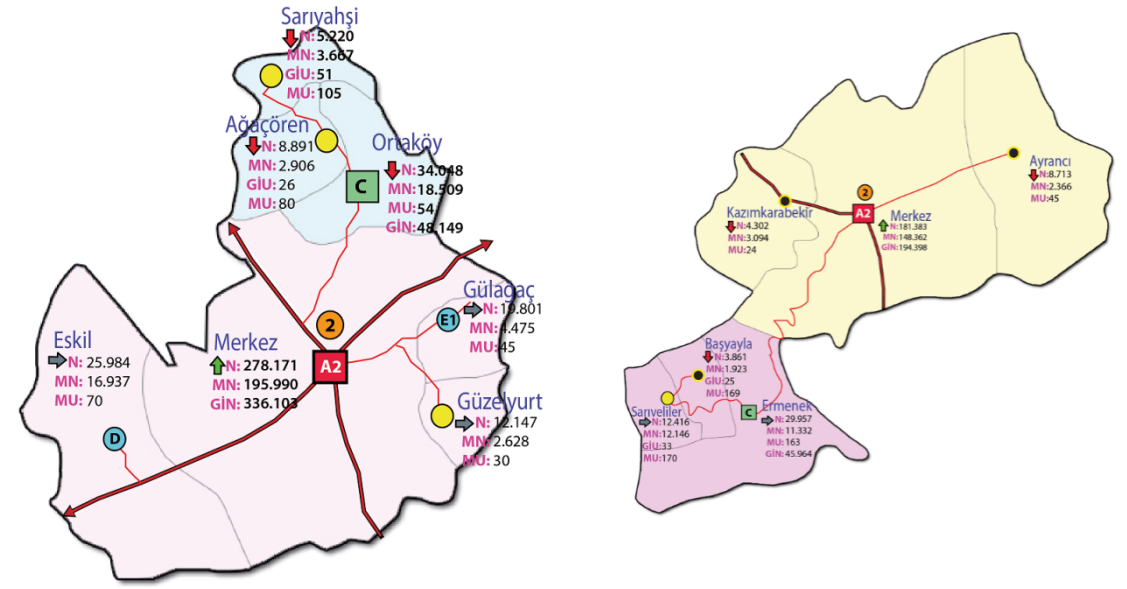 Sarıyahşi
N: 5.220
MN: 3.667
GİU: 51
MU: 105
Ağaçören
N: 8.891
MN: 2.906
GİU: 26
MU: 80
Ortaköy
N: 34.048
MN: 18.509
MU: 54
GİN: 48.149
C
Gülağaç
N: 19.801
MN: 4.475
MU: 45
E1
2
A2
Eskil
N: 25.984
MN: 16.937
MU: 70
D
Merkez
N: 278.171
MN: 195.990
GİN: 336.103
Güzelyurt
N: 12.147
MN: 2.628
MU: 30
Ayrancı
N: 8.713
MN: 2.366
MU: 45
Kazımkarabekir
N: 4.302
MN: 3.094
MU: 24
2
A2
Merkez
N: 181.383
MN: 148.362
GİN: 194.398
Başyayla
N: 3.861
MN: 1.923
GİU: 25
MU: 169
Sarıveliler
N: 12.416
MN: 12.146
GİU: 33
MU: 170
C
Ermenek
N: 29.957
MN: 11.332
MU: 163
GİN: 45.964